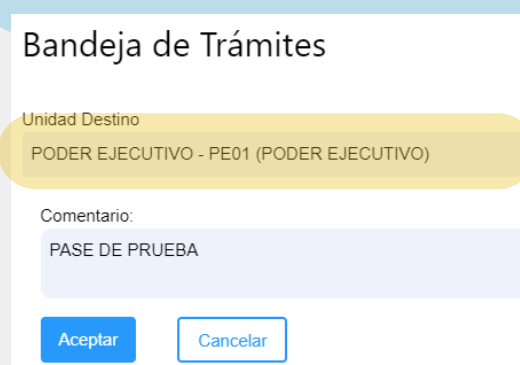 Bandeja de Trámites
Unidad Destino
PODER EJECUTIVO - PE01 (PODER EJECUTIVO)
Comentario:
PASE DE PRUEBA
Aceptar Cancelar